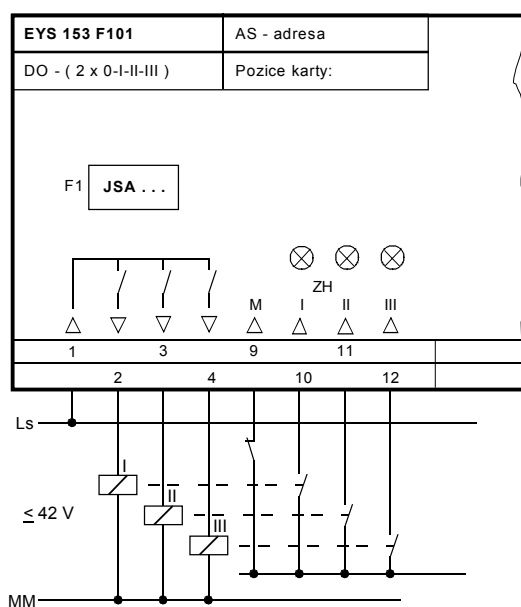 EYS 153 F101 AS - adresa
DO - ( 2 x 0-I-II-III ) Pozice karty:
F1 JSA . . .
ZH
M I II III
1 3 9 11
2 4 10 12
Ls
I
II
≤ 42 V
III
MM